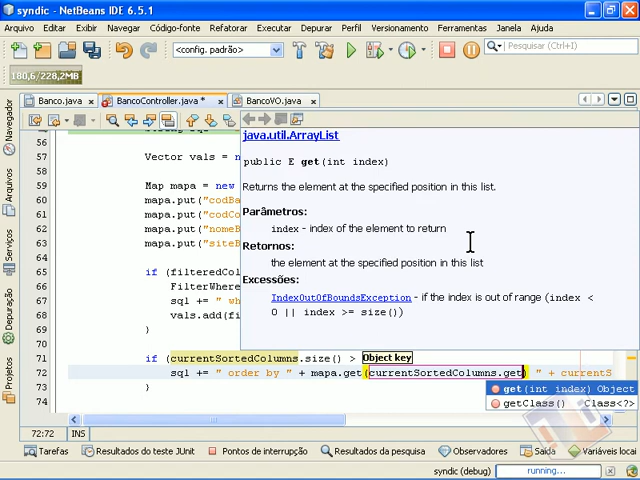 syndic - NetBeans IDE 6.5.1
Arquivo Editar Navegar Código-fonte Refatorar Executar Depurar Perfil Versionamento Ferramentas Janela Ajuda
<config. padrão> Pesquisar (Ctrl+I)
180,6/228,2MB
Banco.java BancoController.java * BancoVO.java
Navegador
Arquivos
Serviços
Depuração
Projetos
java.util.ArrayList
public E get(int index)
Returns the element at the specified position in this list.
Parâmetros:
index - index of the element to return
Retornos:
the element at the specified position in this list
Excessões:
IndexOutOfBoundsException - if the index is out of range (index <
0 || index >= size())
56
57 Vector vals = n
58
59 Map mapa = new
60 mapa.put("codBa
61 mapa.put("codCo
62 mapa.put("nomeB
63 mapa.put("siteB
64
65 if (filteredCol
66 FilterWhere
67 sql += " wh
68 vals.add(fi
69 }
70
71 if (currentSortedColumns.size() > Object key
72 sql += " order by " + mapa.get(currentSortedColumns.get) " + currentS
73 }
74
get(int index) Object
getClass() Class<?>
72:72 INS
Tarefas Resultados do teste JUnit Pontos de interrupção Resultados da pesquisa Observadores Saída Variáveis locai
syndic (debug) running...